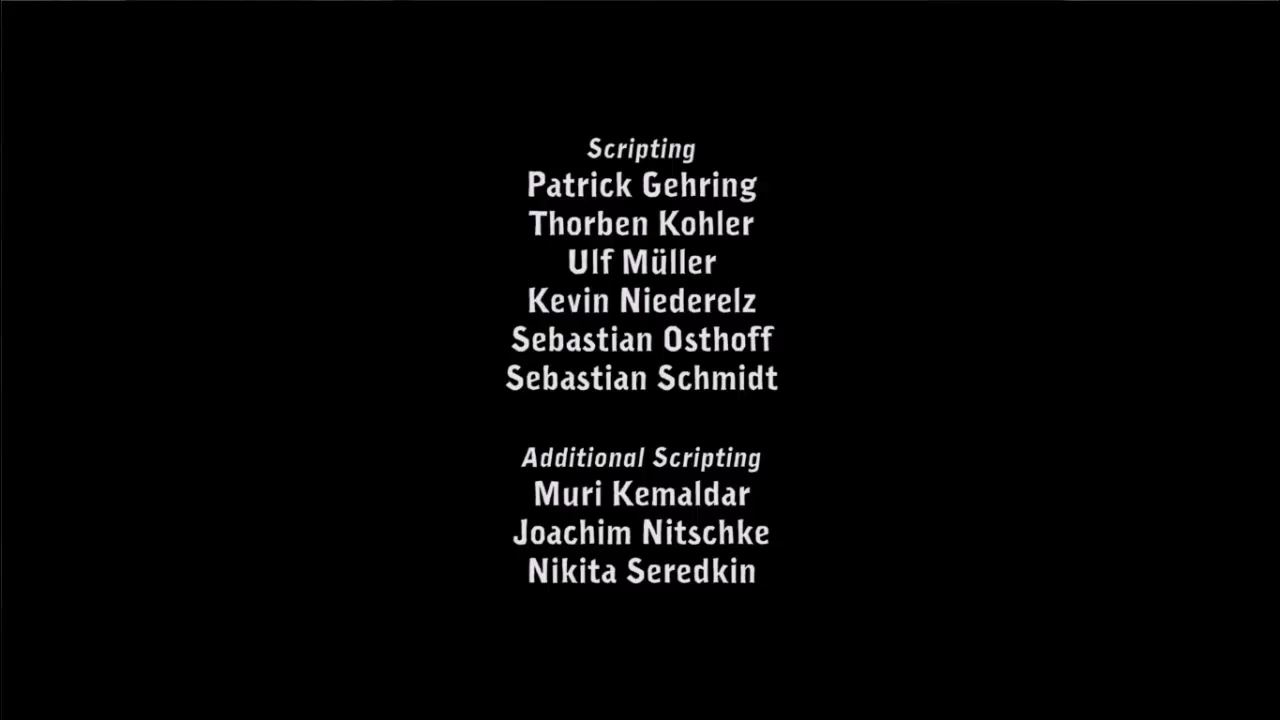 Scripting
Patrick Gehring
Thorben Kohler
Ulf Müller
Kevin Niederelz
Sebastian Osthoff
Sebastian Schmidt
Additional Scripting
Muri Kemaldar
Joachim Nitschke
Nikita Seredkin